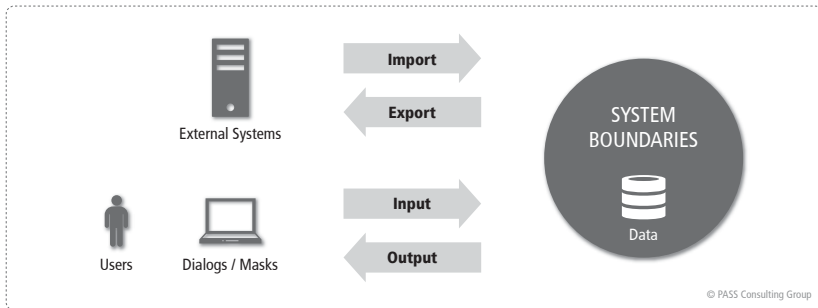 Import
Export
External Systems
SYSTEM
BOUNDARIES
Data
Input
Output
Users
Dialogs / Masks
© PASS Consulting Group